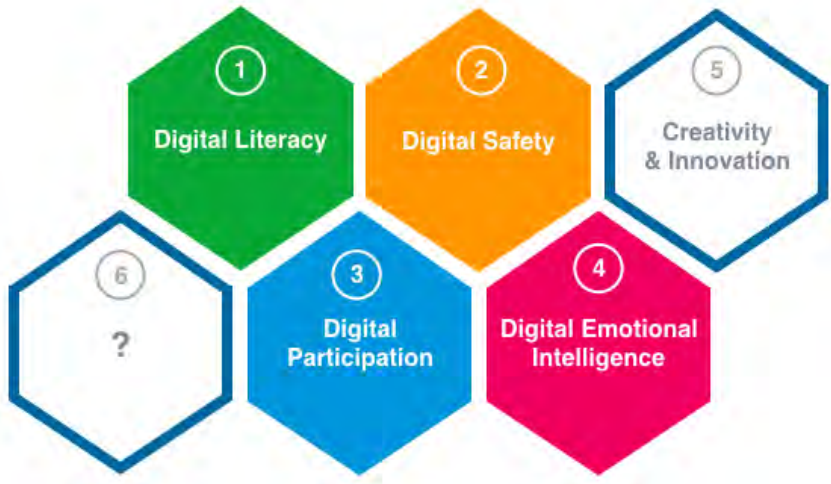 1
Digital Literacy
2
Digital Safety
5
Creativity
& Innovation
6
?
3
Digital
Participation
4
Digital Emotional
Intelligence